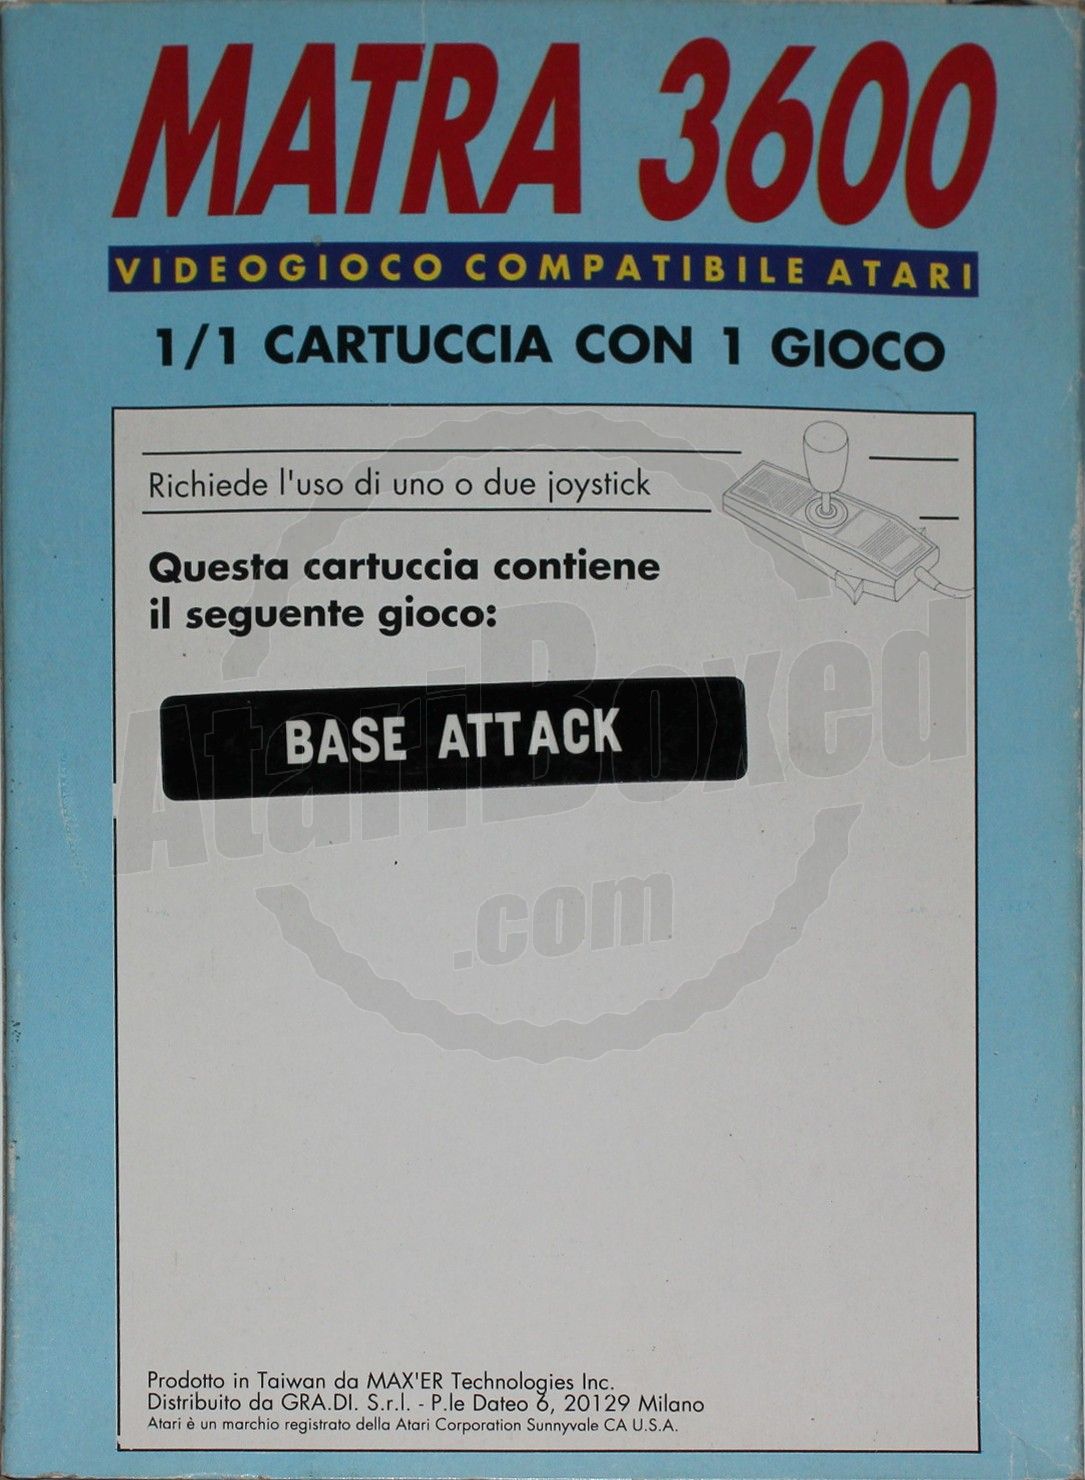 MATRA 3600
VIDEOGIOCO COMPATIBILE ATARI
1/1 CARTUCCIA CON 1 GIOCO
Richiede l'uso di uno o due joystick
Questa cartuccia contiene
il seguente gioco:
BASE ATTACK
AtariBoxed
.com
Prodotto in Taiwan da MAX'ER Technologies Inc.
Distribuito da GRA.DI. S.r.l. - P.le Dateo 6, 20129 Milano
Atari è un marchio registrato della Atari Corporation Sunnyvale CA U.S.A.